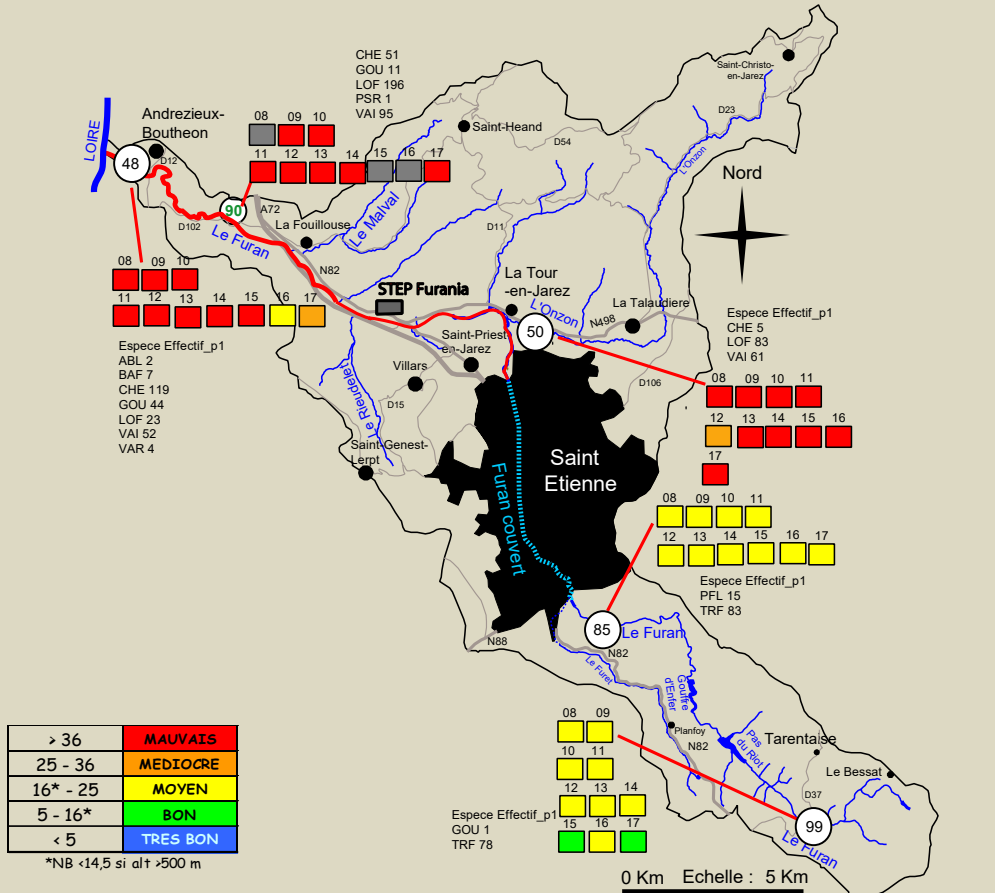 CHE 51
GOU 11
LOF 196
PSR 1
VAI 95
Saint-Christo-
en-Jarez
D23
LOIRE
Andrezieux-
Boutheon
D12
48
08 09 10
11 12 13 14 15 16 17
Saint-Heand
D54
L'Onzon
Nord
90
A72
D102
Le Furan
La Fouillouse
Le Malval
D11
N82
08 09 10
11 12 13 14 15 16 17
STEP Furania
La Tour
-en-Jarez
L'Onzon
La Talaudiere
N498
50
Saint-Priest-
en-Jarez
Espece Effectif_p1
CHE 5
LOF 83
VAI 61
Espece Effectif_p1
ABL 2
BAF 7
CHE 119
GOU 44
LOF 23
VAI 52
VAR 4
Villars
D15
Le Rieudelet
D106
08 09 10 11
12 13 14 15 16
17
Saint-Genest-
Lerpt
Saint
Etienne
Furan couvert
08 09 10 11
12 13 14 15 16 17
Espece Effectif_p1
PFL 15
TRF 83
85
Le Furan
N88
N82
Le Furet
Gouffre
d'Enfer
Planfoy
N82
Pas
du Riot
Tarentaise
Le Bessat
D37
99
Le Furan
08 09
10 11
12 13 14
15 16 17
Espece Effectif_p1
GOU 1
TRF 78
> 36 MAUVAIS
25 - 36 MEDIOCRE
16* - 25 MOYEN
5 - 16* BON
< 5 TRES BON
*NB <14,5 si alt >500 m
0 Km Echelle : 5 Km